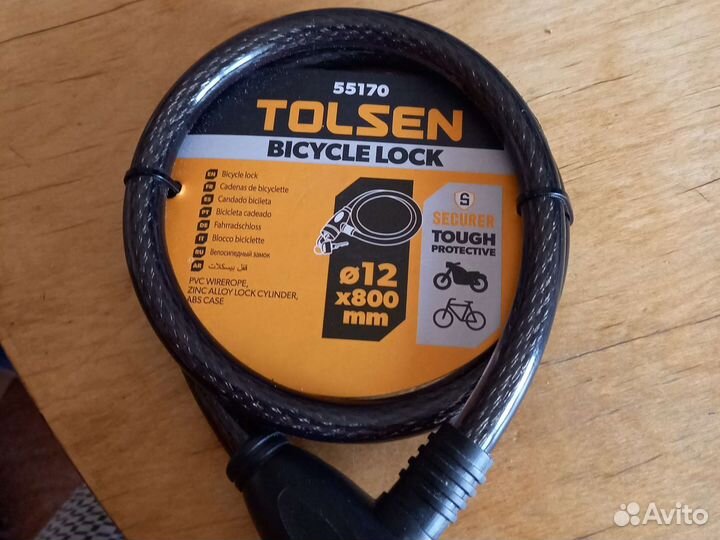 55170
TOLSEN
BICYCLE LOCK
EN Bicycle lock
FR Cadenas de bicyclette
ES Candado bicileta
PT Bicicleta cadeado
DE Fahrradschloss
IT Blocco biciclette
RU Велосипедный замок
AR قفل بيسكلات
PVC WIREROPE,
ZINC ALLOY LOCK CYLINDER,
ABS CASE
ø12
x800
mm
S
SECURER
TOUGH
PROTECTIVE
Avito